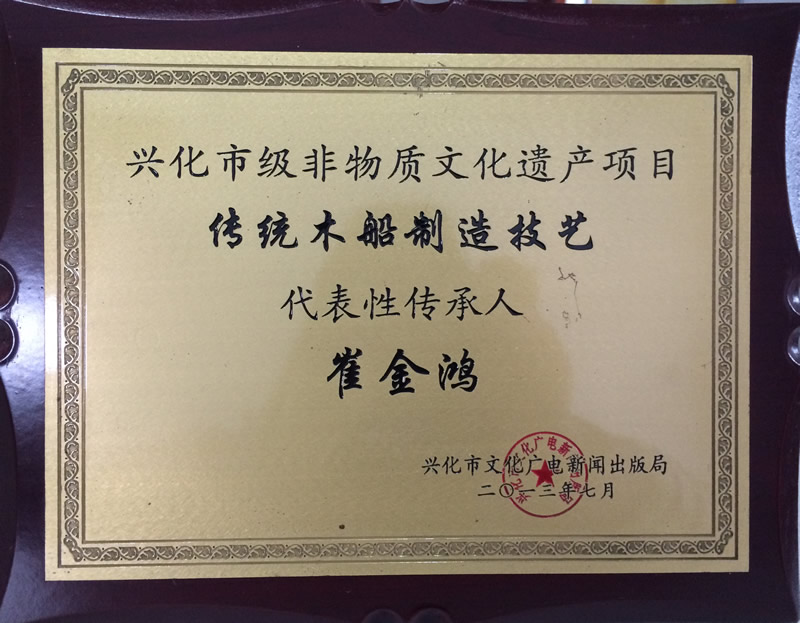 兴化市级非物质文化遗产项目
传统木船制造技艺
代表性传承人
崔金鸿
兴化市文化广电新闻出版局
二〇一三年七月